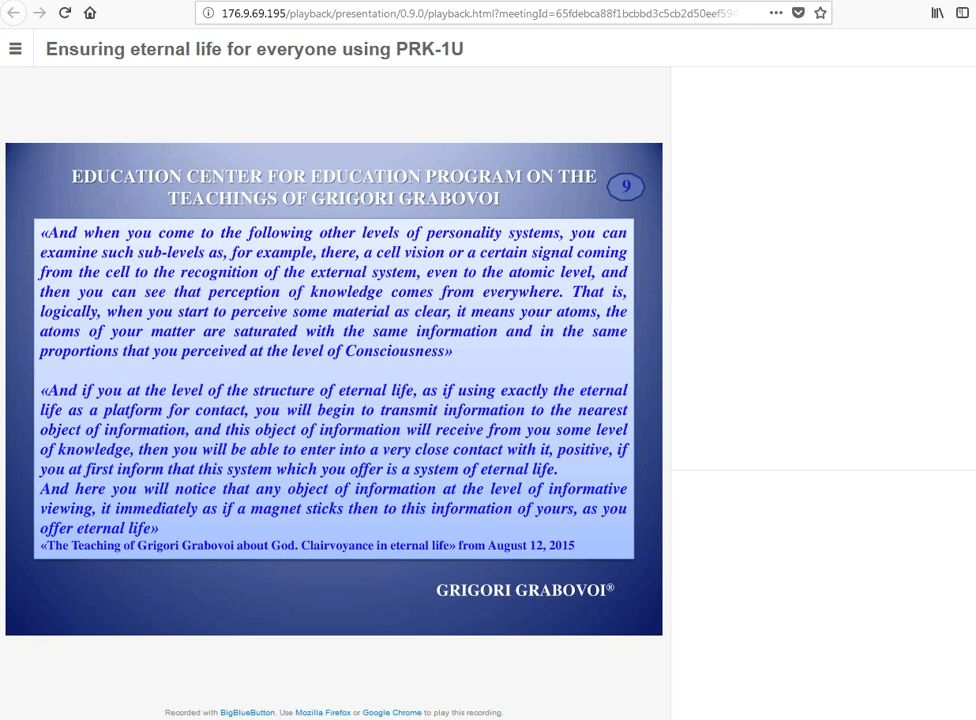 176.9.69.195/playback/presentation/0.9.0/playback.html?meetingId=65fdebca88f1bcbbd3c5cb2d50eef594
Ensuring eternal life for everyone using PRK-1U
EDUCATION CENTER FOR EDUCATION PROGRAM ON THE
TEACHINGS OF GRIGORI GRABOVOI
9
«And when you come to the following other levels of personality systems, you can
examine such sub-levels as, for example, there, a cell vision or a certain signal coming
from the cell to the recognition of the external system, even to the atomic level, and
then you can see that perception of knowledge comes from everywhere. That is,
logically, when you start to perceive some material as clear, it means your atoms, the
atoms of your matter are saturated with the same information and in the same
proportions that you perceived at the level of Consciousness»
«And if you at the level of the structure of eternal life, as if using exactly the eternal
life as a platform for contact, you will begin to transmit information to the nearest
object of information, and this object of information will receive from you some level
of knowledge, then you will be able to enter into a very close contact with it, positive, if
you at first inform that this system which you offer is a system of eternal life.
And here you will notice that any object of information at the level of informative
viewing, it immediately as if a magnet sticks then to this information of yours, as you
offer eternal life»
«The Teaching of Grigori Grabovoi about God. Clairvoyance in eternal life» from August 12, 2015
GRIGORI GRABOVOI®
Recorded with BigBlueButton. Use Mozilla Firefox or Google Chrome to play this recording.